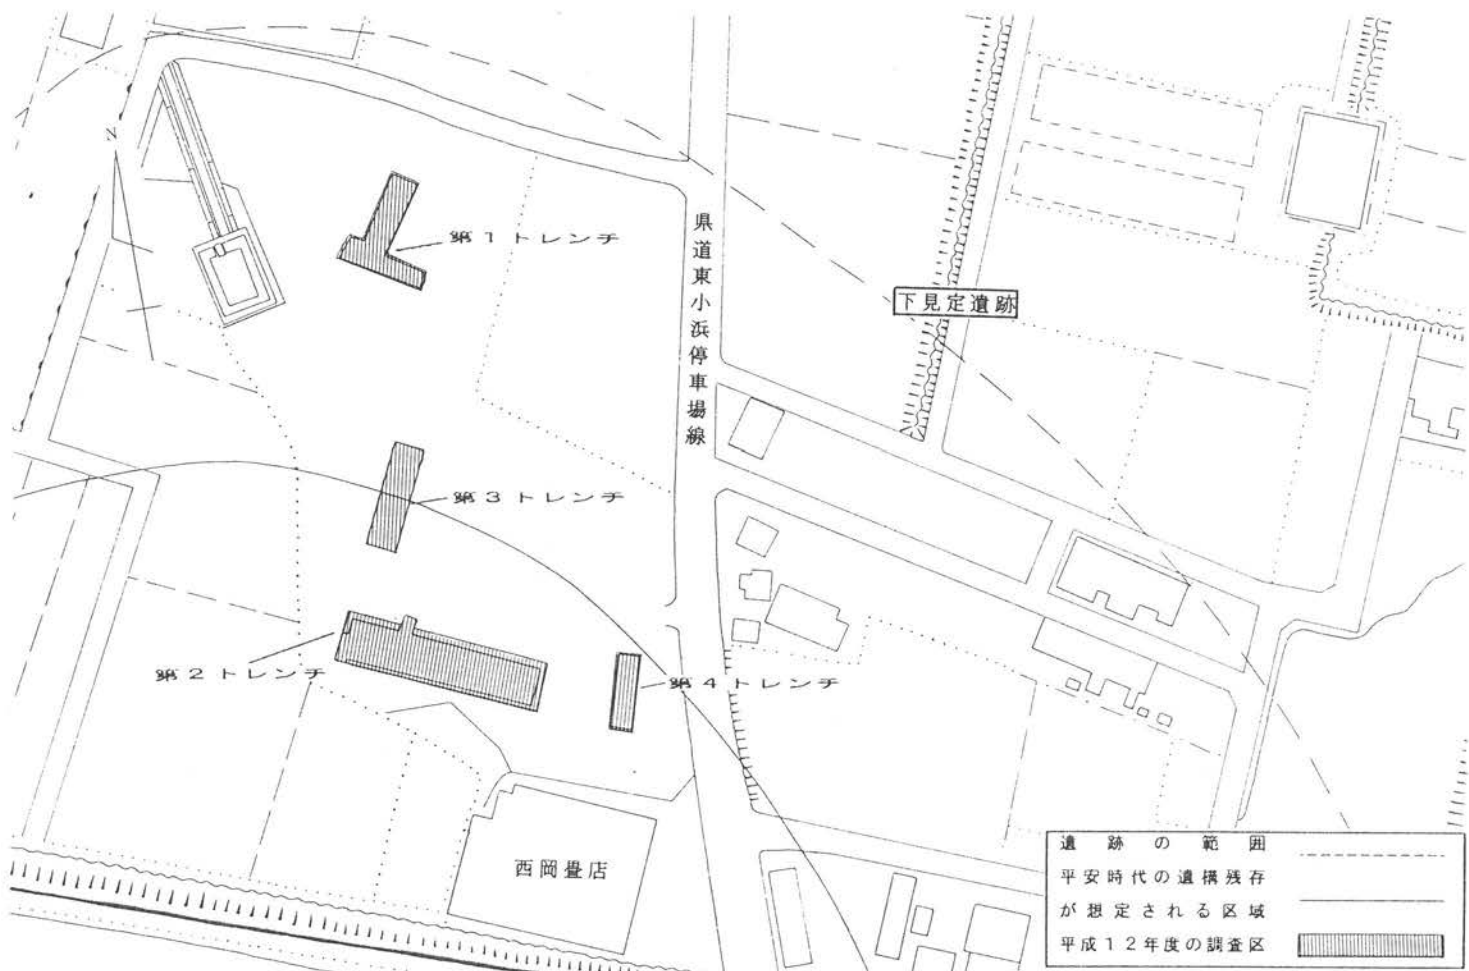 N
第1トレンチ
県道東小浜停車場線
下見定遺跡
第3トレンチ
第2トレンチ
第4トレンチ
西岡畳店
遺跡の範囲
平安時代の遺構残存
が想定される区域
平成12年度の調査区